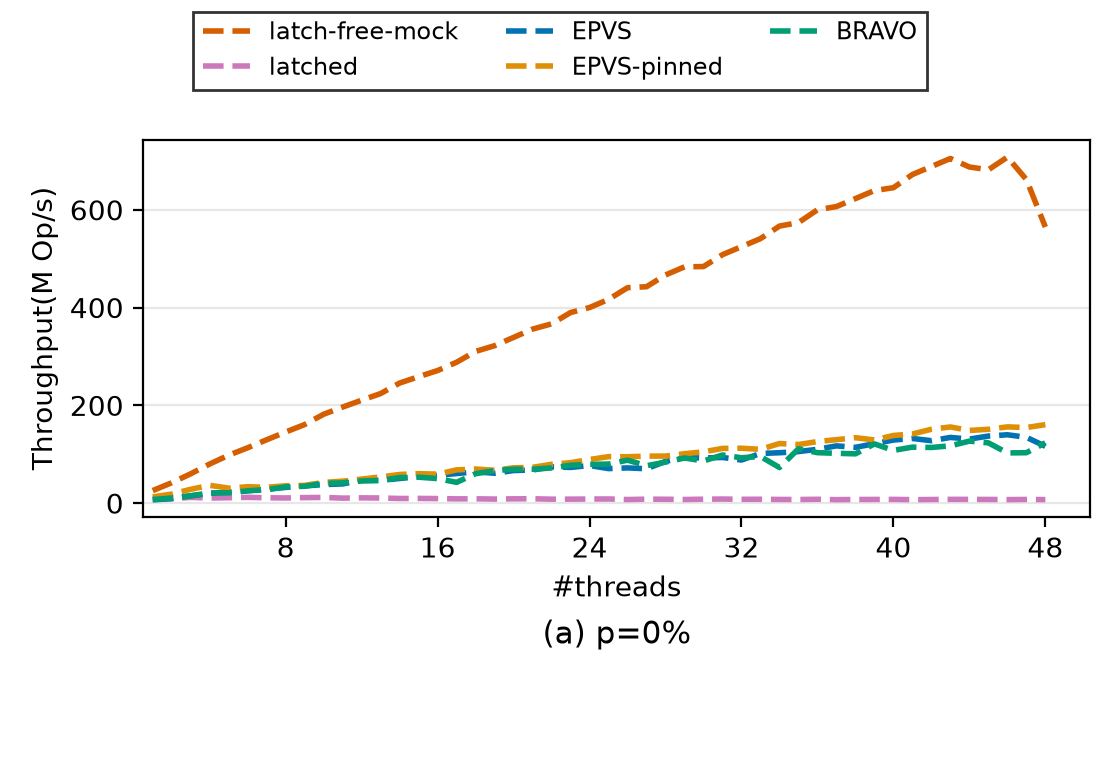 latch-free-mock EPVS BRAVO
latched EPVS-pinned
Throughput(M Op/s)
600
400
200
0
8 16 24 32 40 48
#threads
(a) p=0%